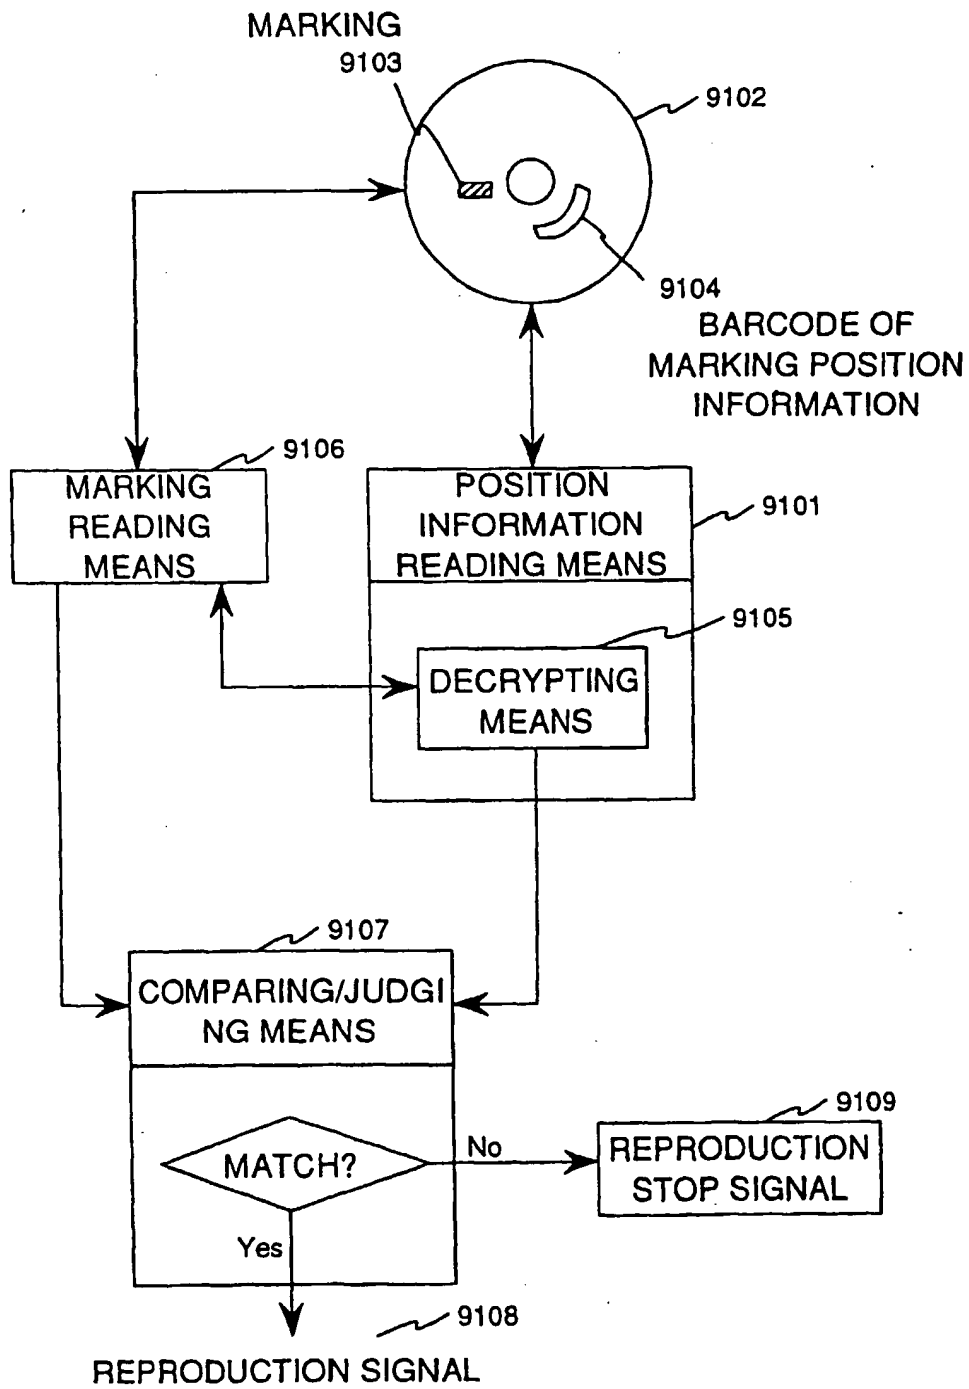 MARKING
9103
9102
9104
BARCODE OF
MARKING POSITION
INFORMATION
9106
MARKING
READING
MEANS
POSITION
INFORMATION
READING MEANS
9101
9105
DECRYPTING
MEANS
9107
COMPARING/JUDGI
NG MEANS
MATCH?
No
9109
REPRODUCTION
STOP SIGNAL
Yes
9108
REPRODUCTION SIGNAL